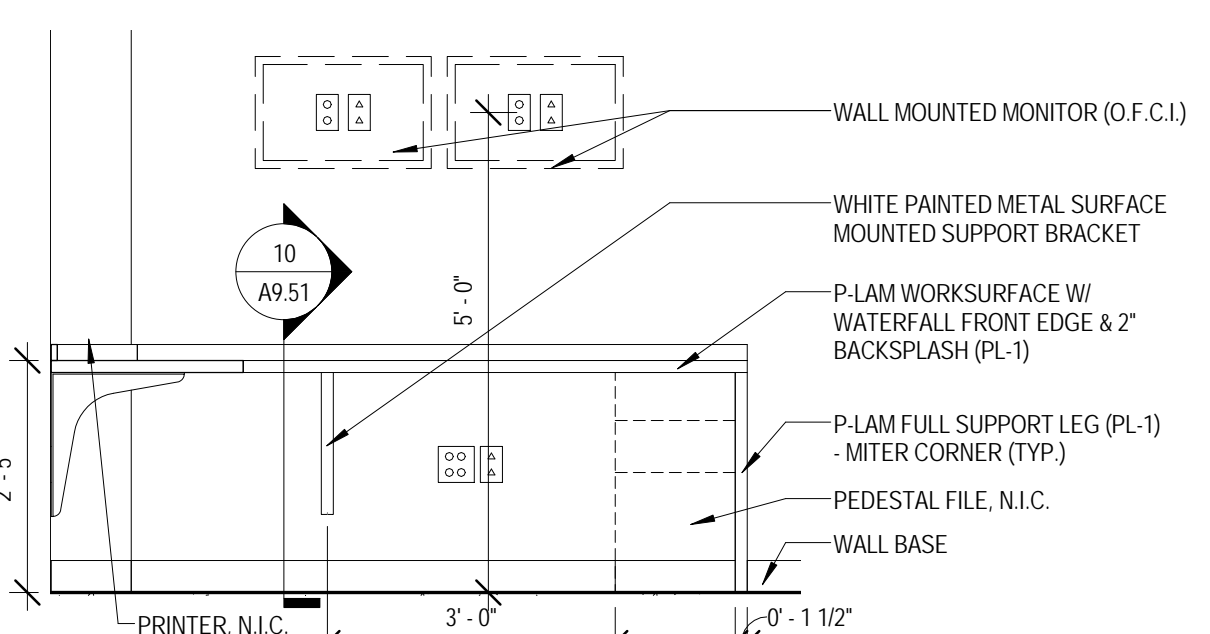 WALL MOUNTED MONITOR (O.F.C.I.)
WHITE PAINTED METAL SURFACE
MOUNTED SUPPORT BRACKET
10
A9.51
5' - 0"
P-LAM WORKSURFACE W/
WATERFALL FRONT EDGE & 2"
BACKSPLASH (PL-1)
P-LAM FULL SUPPORT LEG (PL-1)
- MITER CORNER (TYP.)
PEDESTAL FILE, N.I.C.
WALL BASE
PRINTER, N.I.C.
3' - 0"
0' - 1 1/2"